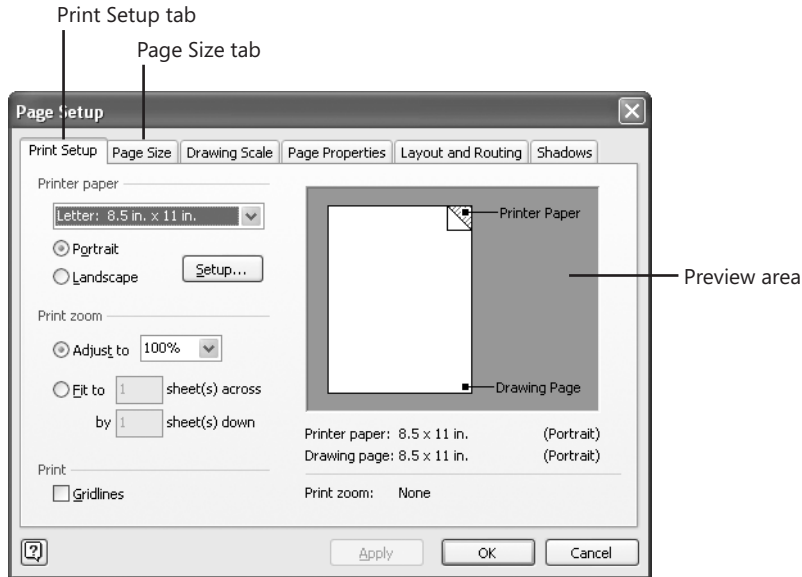 Print Setup tab
Page Size tab
Page Setup
Print Setup Page Size Drawing Scale Page Properties Layout and Routing Shadows
Printer paper
Letter: 8.5 in. x 11 in.
Portrait
Landscape
Setup...
Print zoom
Adjust to 100%
Fit to 1 sheet(s) across
by 1 sheet(s) down
Print
Gridlines
Printer Paper
Drawing Page
Preview area
Printer paper: 8.5 x 11 in. (Portrait)
Drawing page: 8.5 x 11 in. (Portrait)
Print zoom: None
?
Apply OK Cancel